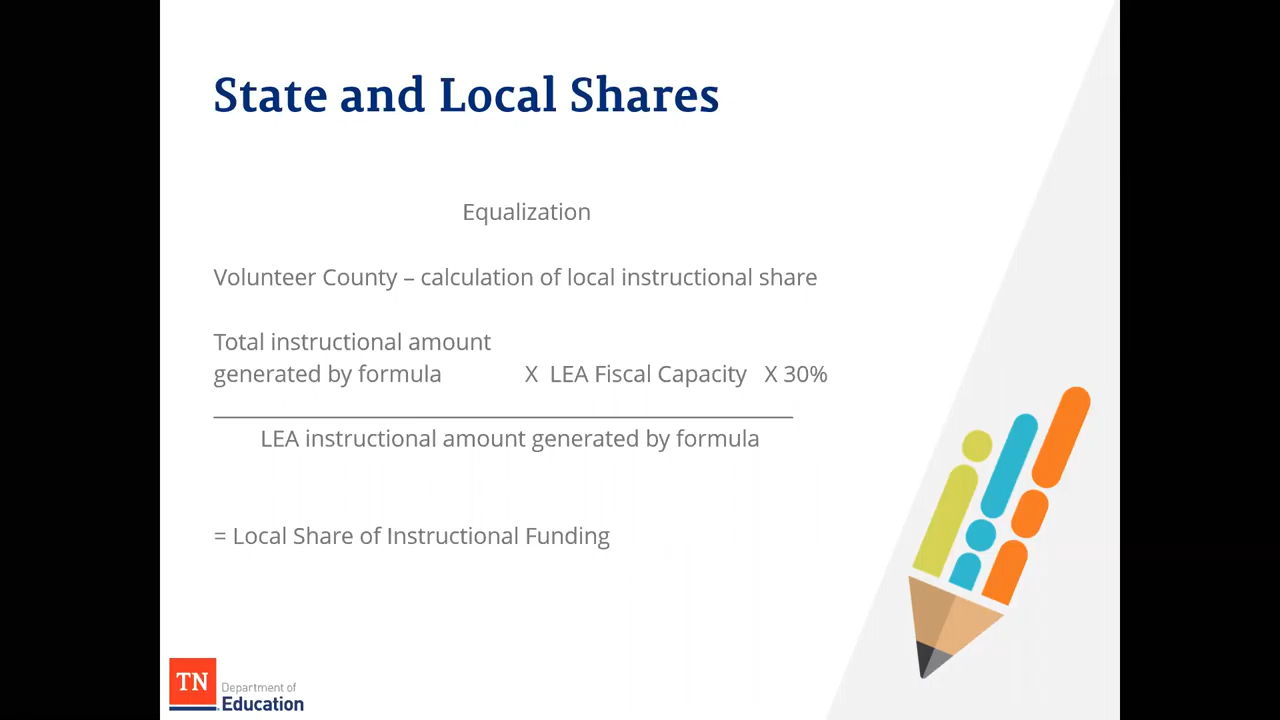 State and Local Shares
Equalization
Volunteer County – calculation of local instructional share
Total instructional amount
generated by formula X LEA Fiscal Capacity X 30%
LEA instructional amount generated by formula
= Local Share of Instructional Funding
TN
Department of
Education